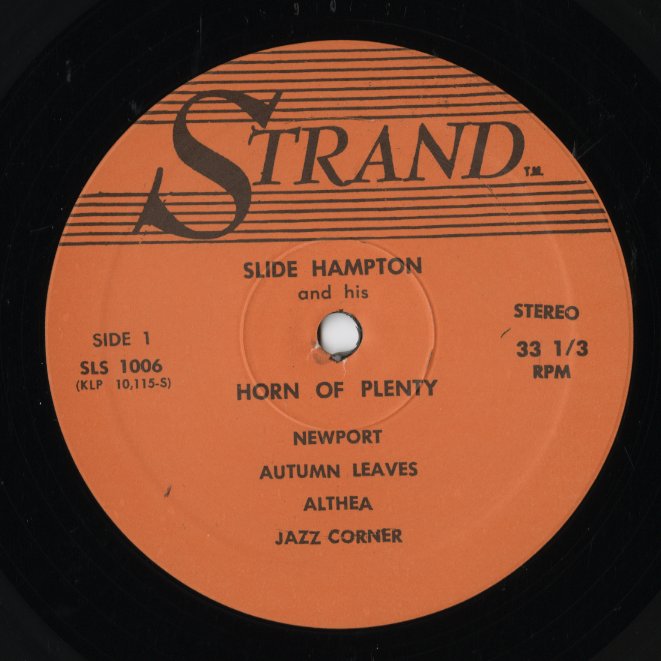 STRAND T.M.
SLIDE HAMPTON
and his
SIDE 1
SLS 1006
(KLP 10,115-S)
STEREO
33 1/3
RPM
HORN OF PLENTY
NEWPORT
AUTUMN LEAVES
ALTHEA
JAZZ CORNER